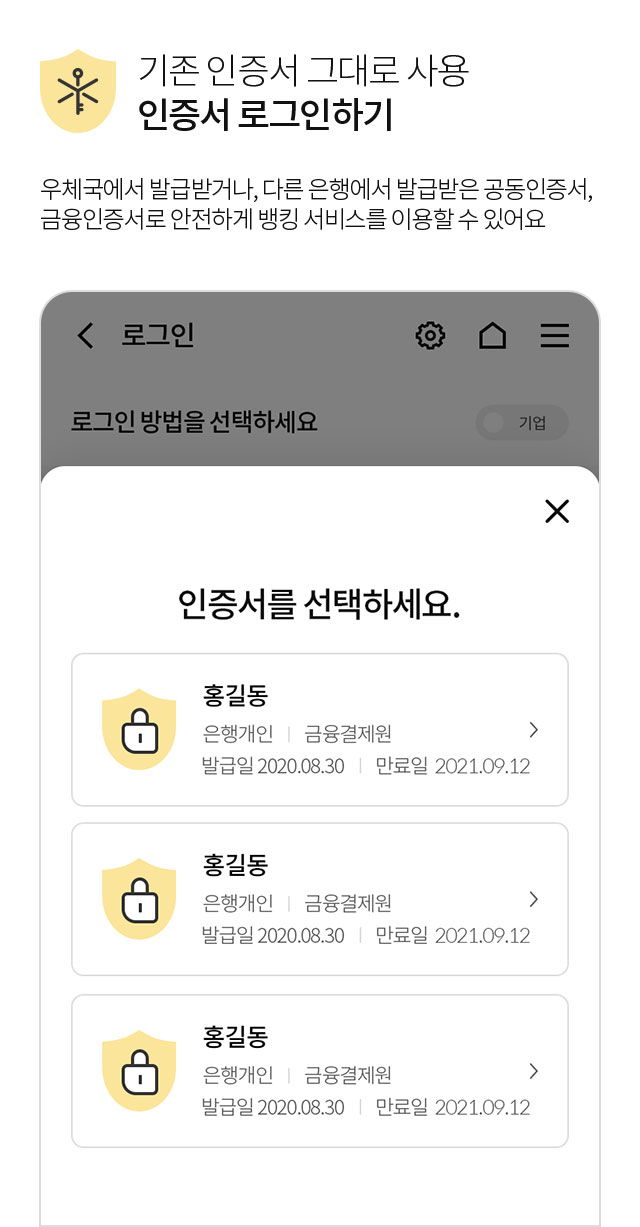 기존 인증서 그대로 사용
인증서 로그인하기
우체국에서 발급받거나, 다른 은행에서 발급받은 공동인증서,
금융인증서로 안전하게 뱅킹 서비스를 이용할 수 있어요
로그인
로그인 방법을 선택하세요
기업
인증서를 선택하세요.
홍길동
은행개인 | 금융결제원
발급일 2020.08.30 | 만료일 2021.09.12
홍길동
은행개인 | 금융결제원
발급일 2020.08.30 | 만료일 2021.09.12
홍길동
은행개인 | 금융결제원
발급일 2020.08.30 | 만료일 2021.09.12